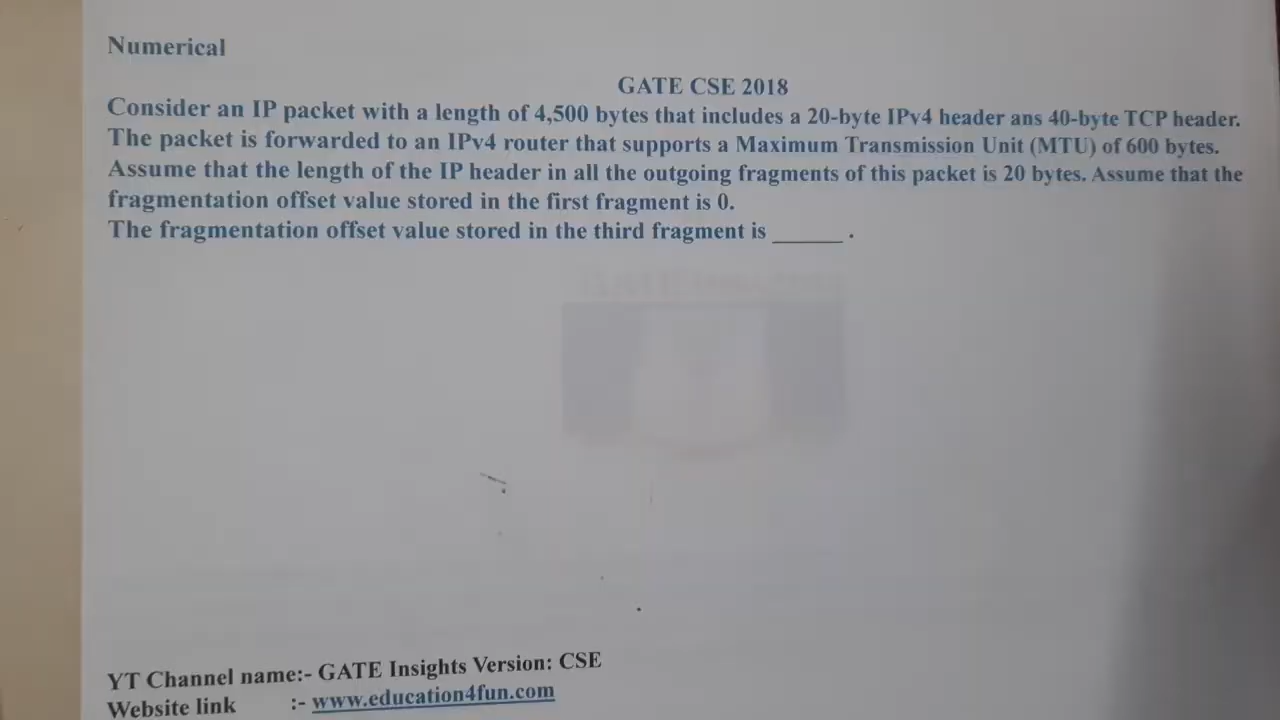 Numerical
GATE CSE 2018
Consider an IP packet with a length of 4,500 bytes that includes a 20-byte IPv4 header ans 40-byte TCP header.
The packet is forwarded to an IPv4 router that supports a Maximum Transmission Unit (MTU) of 600 bytes.
Assume that the length of the IP header in all the outgoing fragments of this packet is 20 bytes. Assume that the
fragmentation offset value stored in the first fragment is 0.
The fragmentation offset value stored in the third fragment is ______ .
YT Channel name:- GATE Insights Version: CSE
Website link :- www.education4fun.com